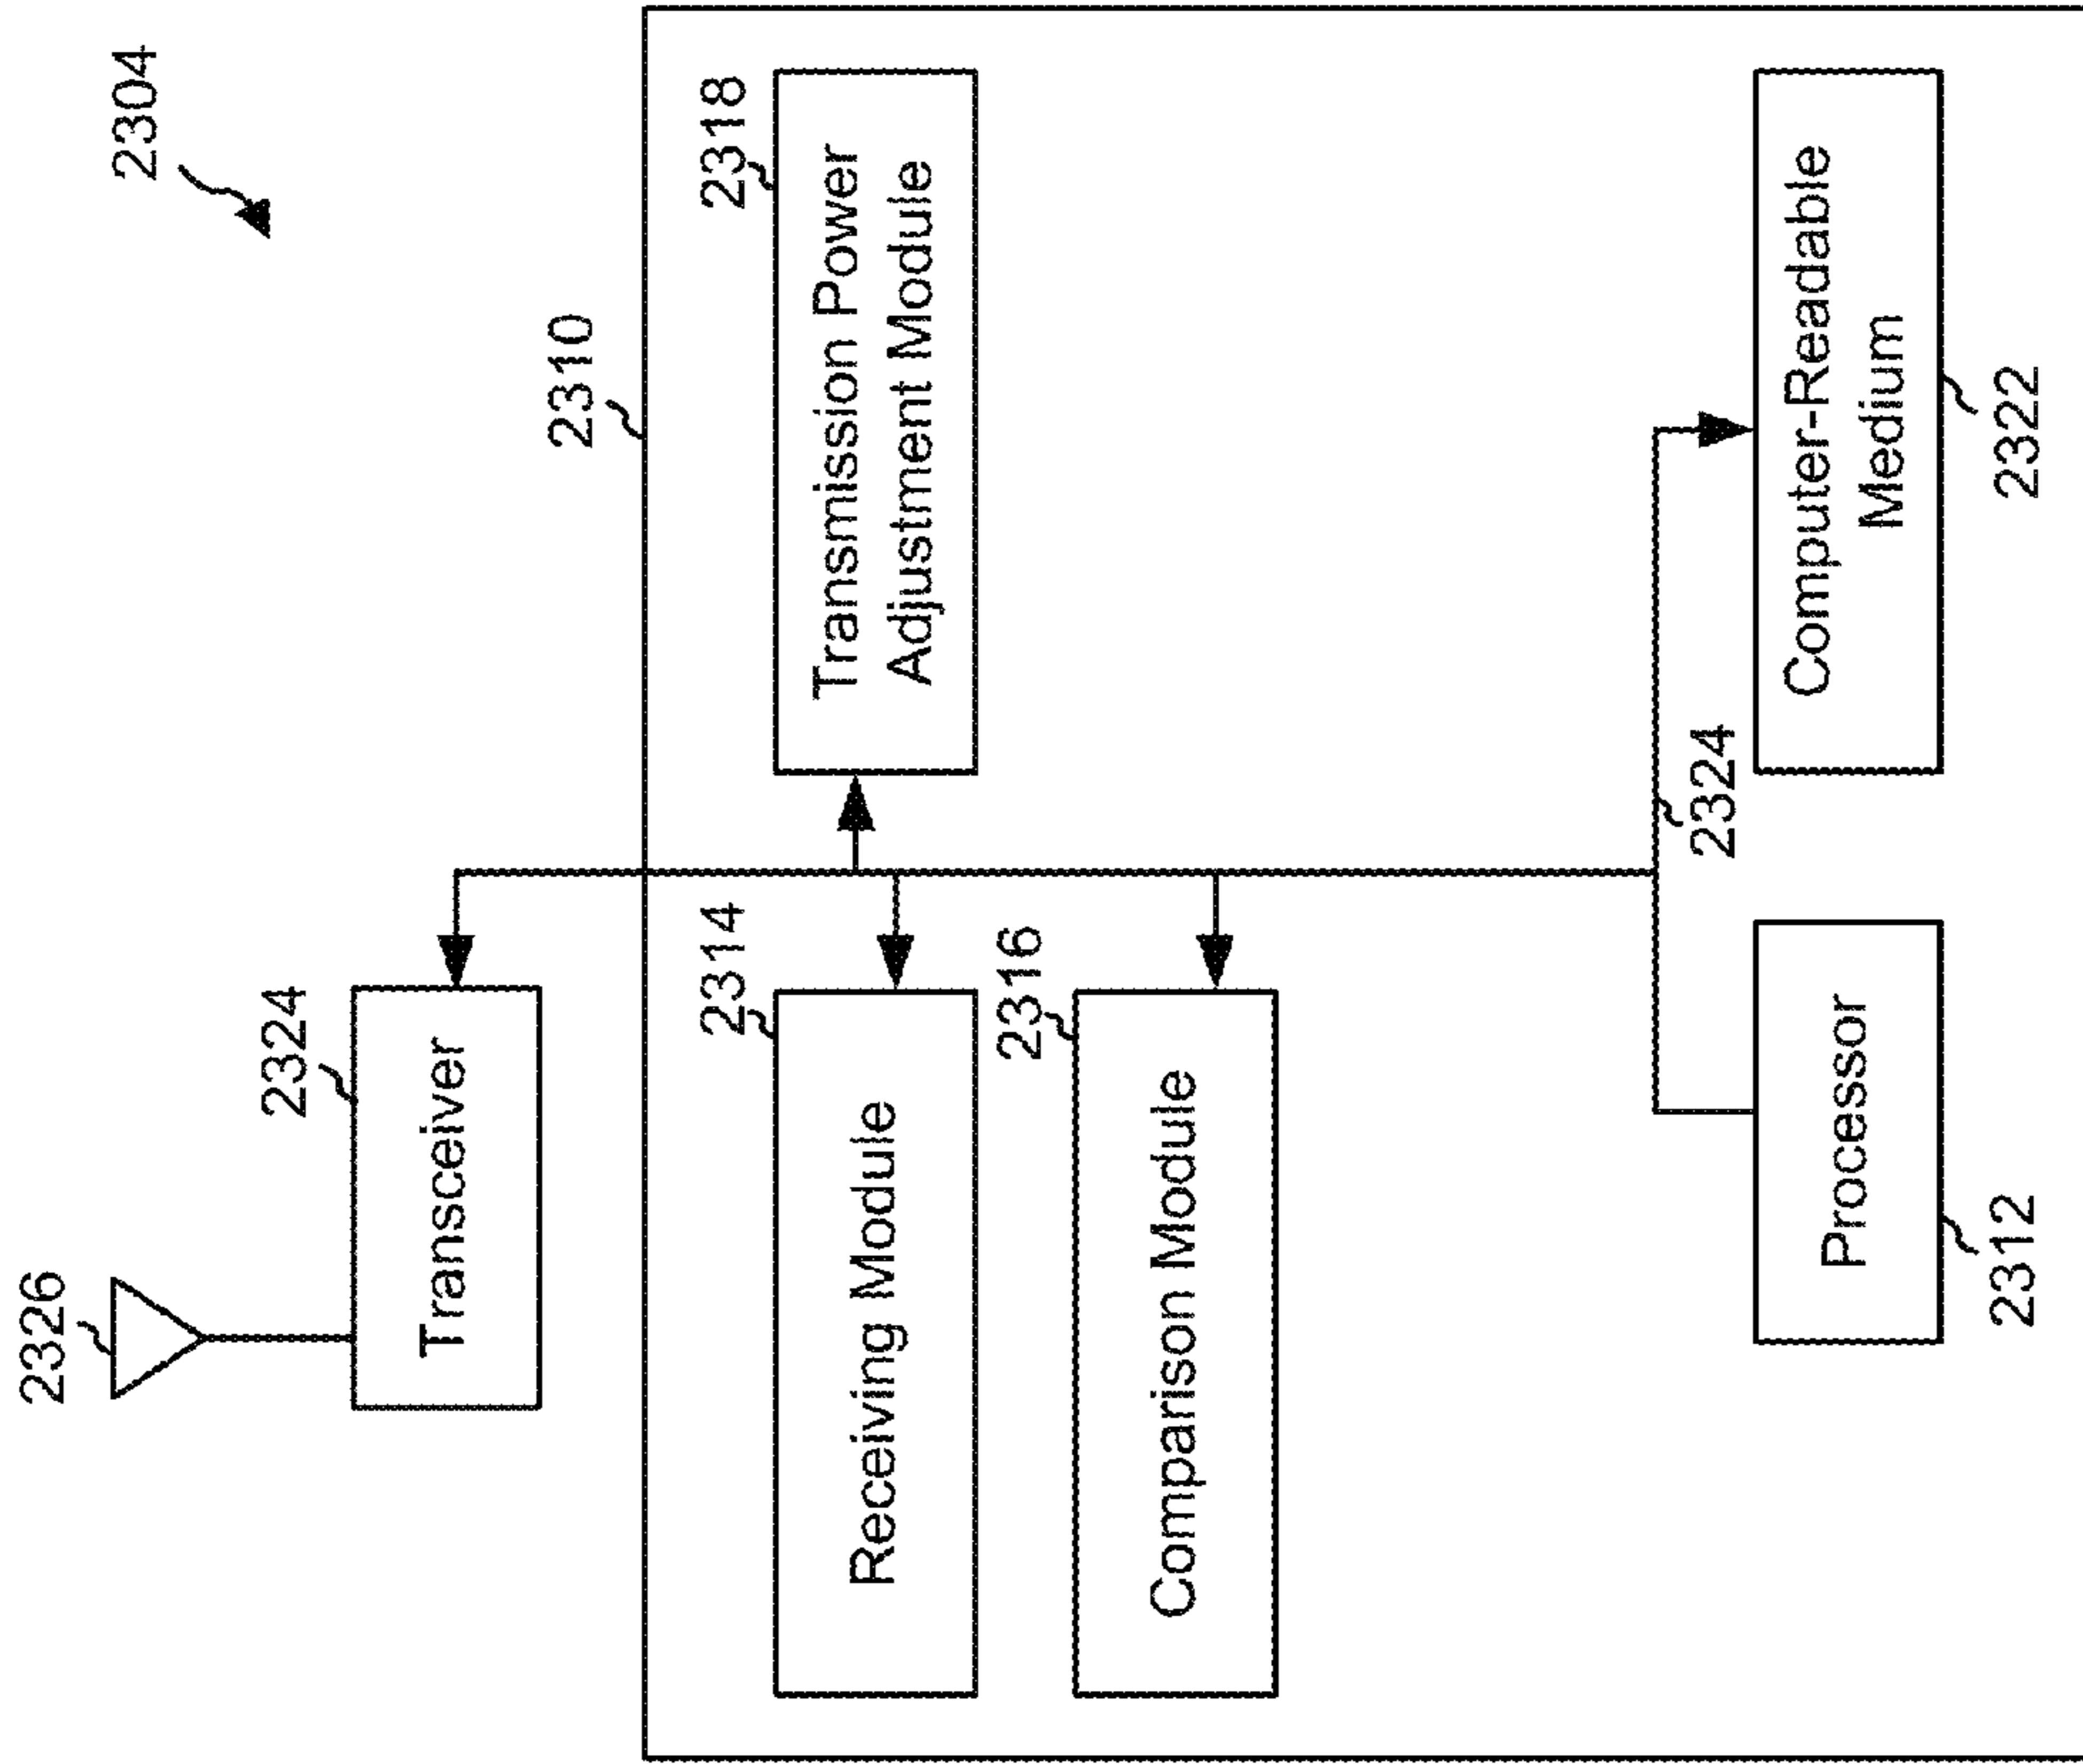 2304
2326
2324
Transceiver
2310
2314
Receiving Module
2318
Transmission Power
Adjustment Module
2316
Comparison Module
2324
Processor
2312
Computer-Readable
Medium
2322